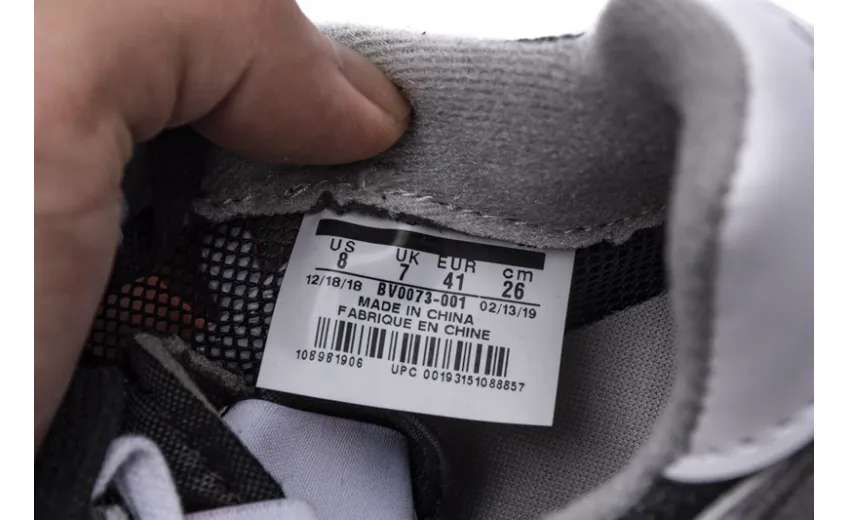 US UK EUR cm
8 7 41 26
12/18/18 BV0073-001 02/13/19
MADE IN CHINA
FABRIQUE EN CHINE
108981906 UPC 00193151088857